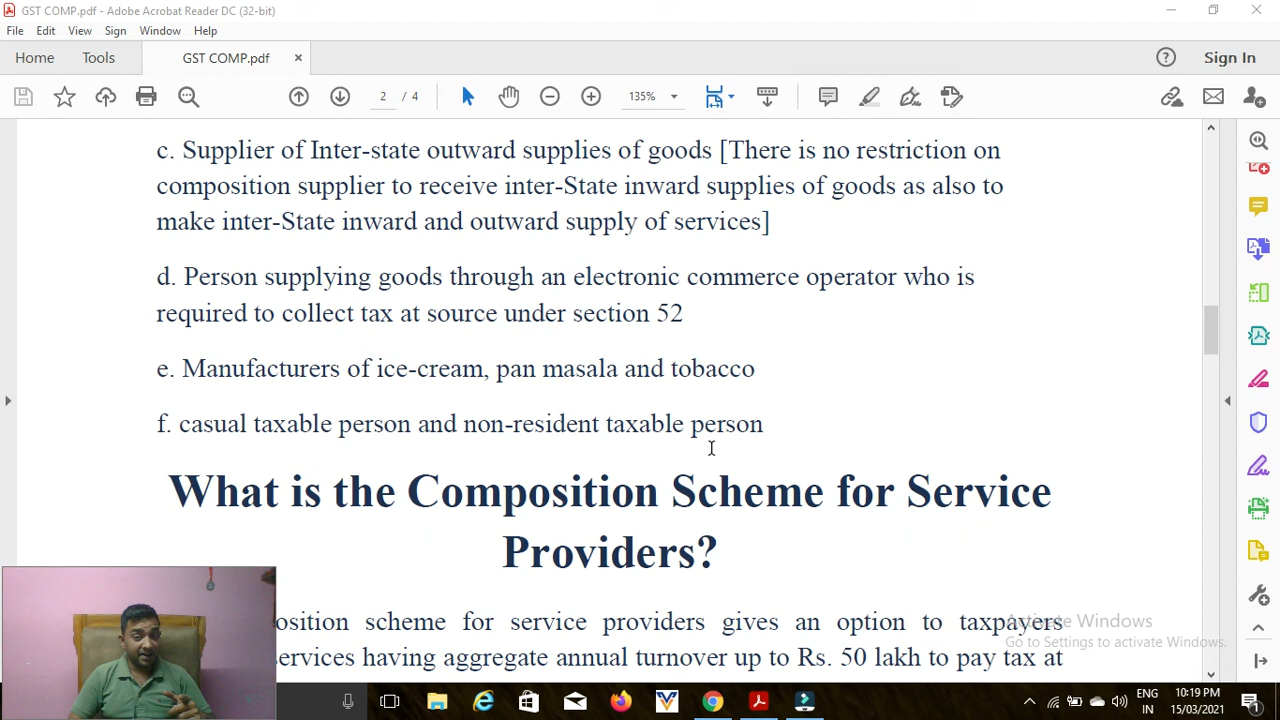 GST COMP.pdf - Adobe Acrobat Reader DC (32-bit)
File Edit View Sign Window Help
Home Tools GST COMP.pdf × Sign In
2 / 4 135%
c. Supplier of Inter-state outward supplies of goods [There is no restriction on
composition supplier to receive inter-State inward supplies of goods as also to
make inter-State inward and outward supply of services]
d. Person supplying goods through an electronic commerce operator who is
required to collect tax at source under section 52
e. Manufacturers of ice-cream, pan masala and tobacco
f. casual taxable person and non-resident taxable person
What is the Composition Scheme for Service
Providers?
osition scheme for service providers gives an option to taxpayers
ervices having aggregate annual turnover up to Rs. 50 lakh to pay tax at
Activate Windows
Go to Settings to activate Windows.
ENG 10:19 PM
IN 15/03/2021
1